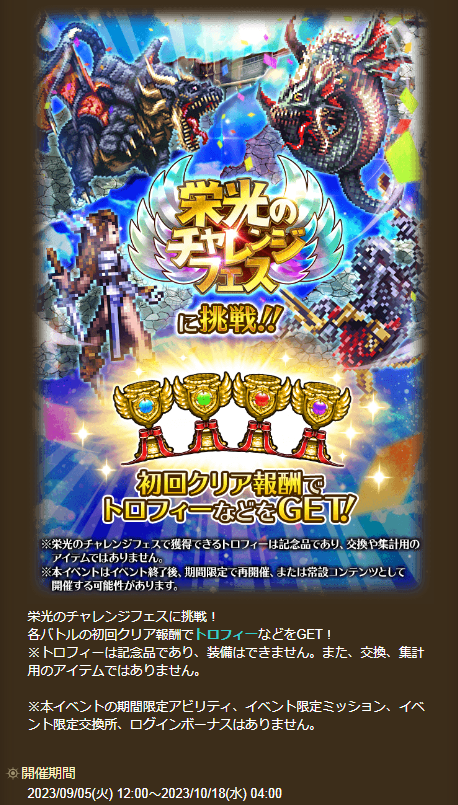 栄光の
チャレンジ
フェス
に挑戦!!
初回クリア報酬で
トロフィーなどをGET!
※栄光のチャレンジフェスで獲得できるトロフィーは記念品であり、交換や集計用の
アイテムではありません。
※本イベントはイベント終了後、期間限定で再開催、または常設コンテンツとして
開催する可能性があります。
栄光のチャレンジフェスに挑戦！
各バトルの初回クリア報酬でトロフィーなどをGET！
※トロフィーは記念品であり、装備はできません。また、交換、集計
用のアイテムではありません。
※本イベントの期間限定アビリティ、イベント限定ミッション、イベ
ント限定交換所、ログインボーナスはありません。
開催期間
2023/09/05(火) 12:00～2023/10/18(水) 04:00